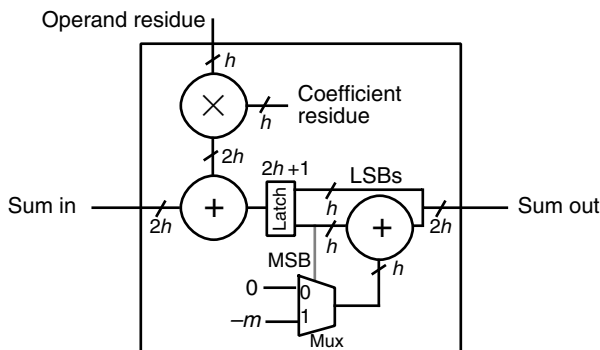 Operand residue
h
×
h
Coefficient
residue
2h
2h+1
LSBs
Sum in
2h
+
Latch
h
h
+
2h
Sum out
MSB
h
0
0
–m
1
Mux